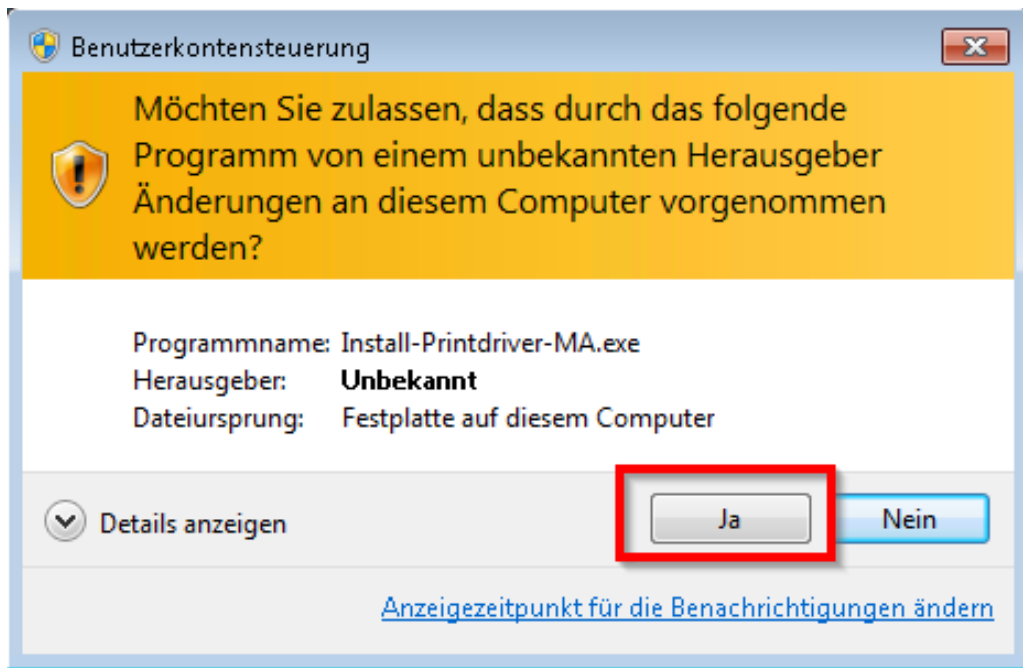 Benutzerkontensteuerung
Möchten Sie zulassen, dass durch das folgende
Programm von einem unbekannten Herausgeber
Änderungen an diesem Computer vorgenommen
werden?
Programmname: Install-Printdriver-MA.exe
Herausgeber: Unbekannt
Dateiursprung: Festplatte auf diesem Computer
Details anzeigen Ja Nein
Anzeigezeitpunkt für die Benachrichtigungen ändern